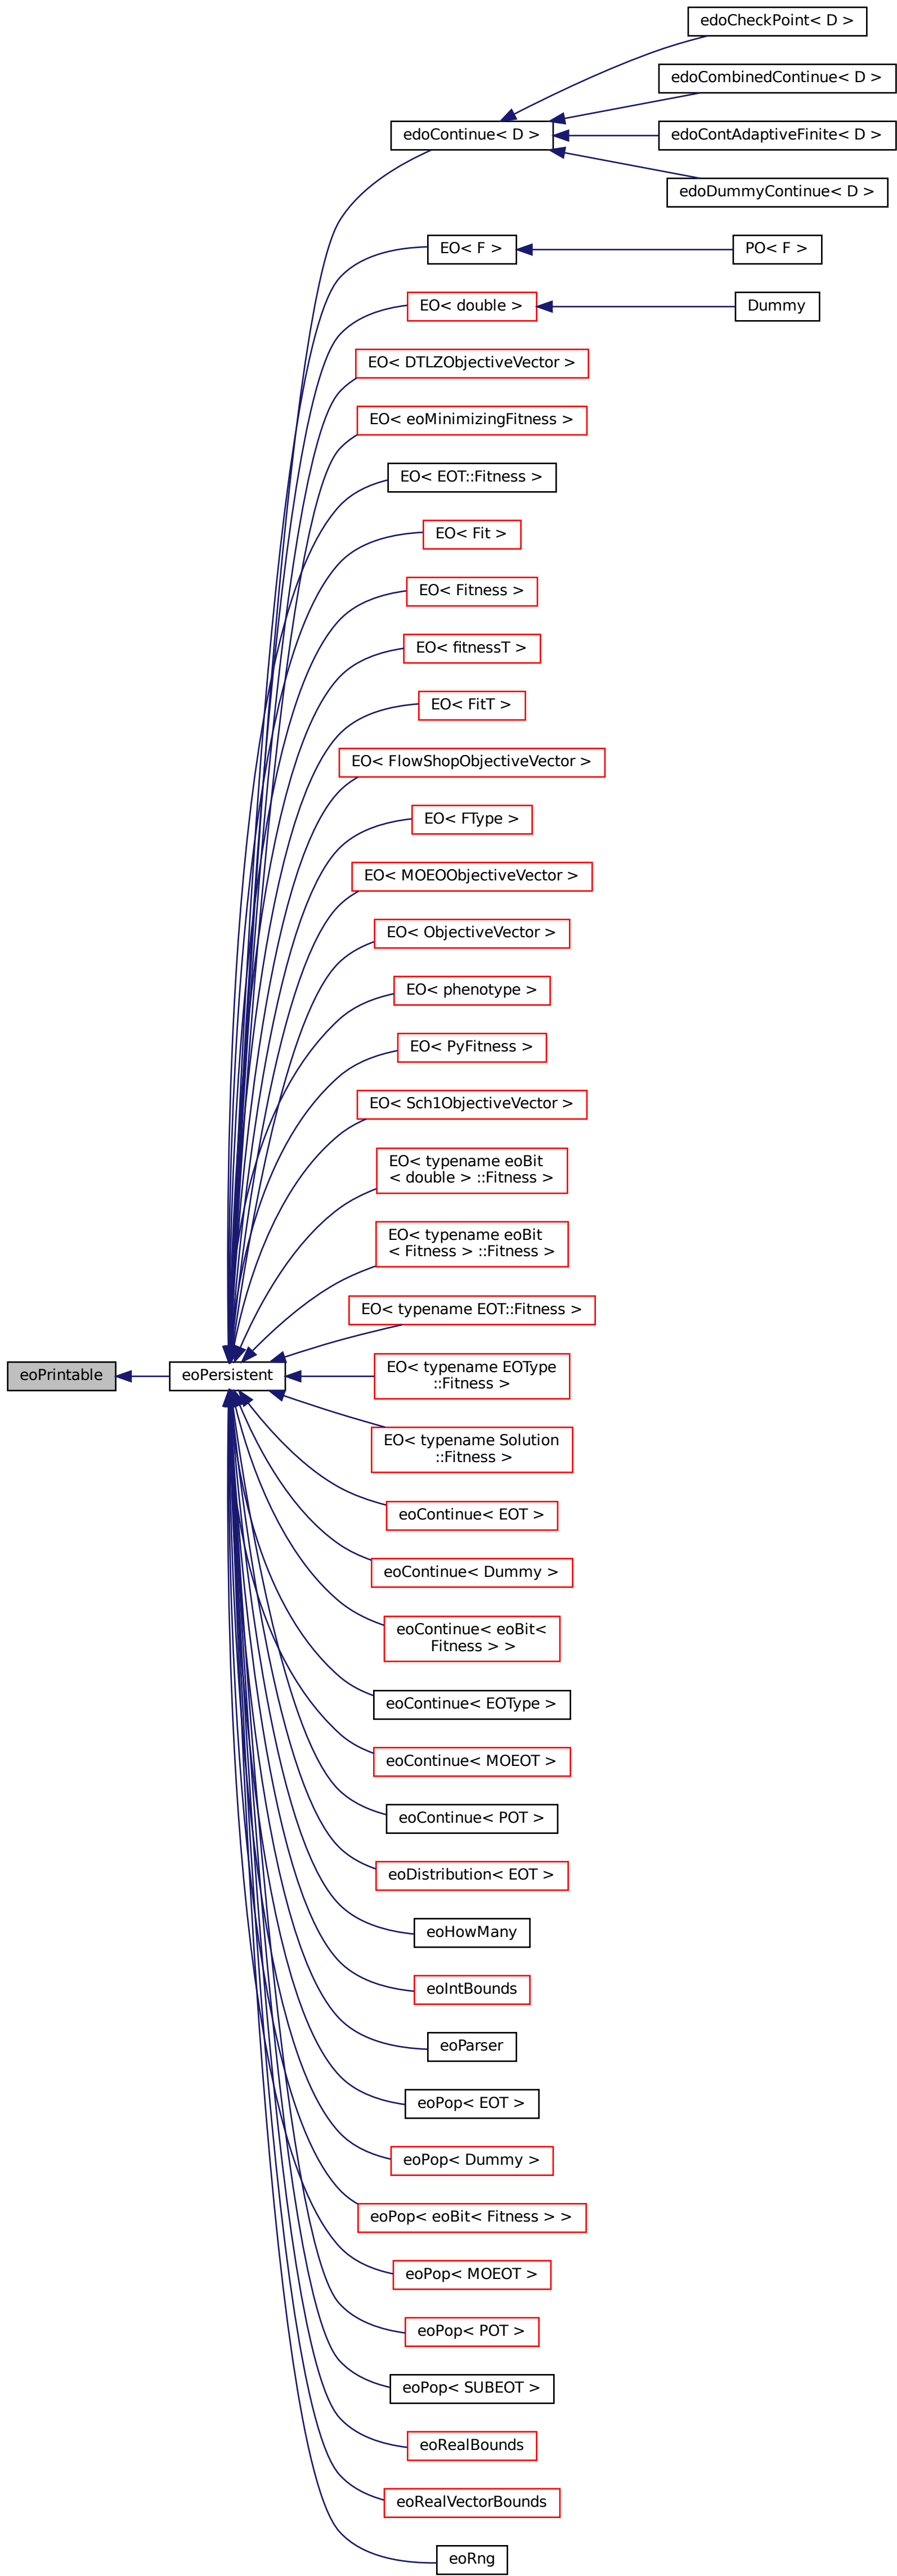 edoCheckPoint< D >
edoCombinedContinue< D >
edoContinue< D >
edoContAdaptiveFinite< D >
edoDummyContinue< D >
EO< F >
PO< F >
EO< double >
Dummy
EO< DTLZObjectiveVector >
EO< eoMinimizingFitness >
EO< EOT::Fitness >
EO< Fit >
EO< Fitness >
EO< fitnessT >
EO< FitT >
EO< FlowShopObjectiveVector >
EO< FType >
EO< MOEOObjectiveVector >
EO< ObjectiveVector >
EO< phenotype >
EO< PyFitness >
EO< Sch1ObjectiveVector >
EO< typename eoBit
< double > ::Fitness >
EO< typename eoBit
< Fitness > ::Fitness >
EO< typename EOT::Fitness >
eoPrintable
eoPersistent
EO< typename EOType
::Fitness >
EO< typename Solution
::Fitness >
eoContinue< EOT >
eoContinue< Dummy >
eoContinue< eoBit<
Fitness > >
eoContinue< EOType >
eoContinue< MOEOT >
eoContinue< POT >
eoDistribution< EOT >
eoHowMany
eoIntBounds
eoParser
eoPop< EOT >
eoPop< Dummy >
eoPop< eoBit< Fitness > >
eoPop< MOEOT >
eoPop< POT >
eoPop< SUBEOT >
eoRealBounds
eoRealVectorBounds
eoRng